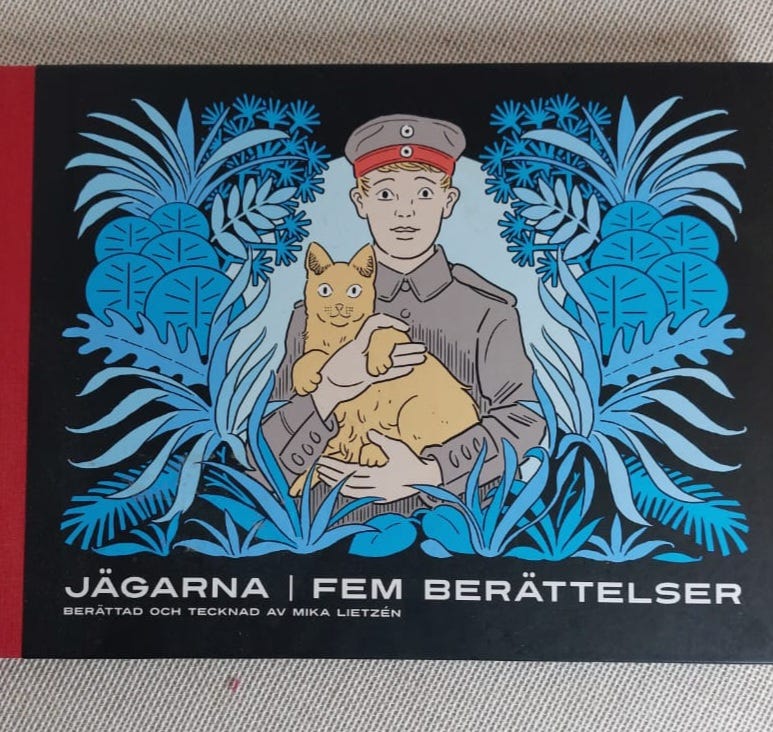 JÄGARNA | FEM BERÄTTELSER
BERÄTTAD OCH TECKNAD AV MIKA LIETZÉN